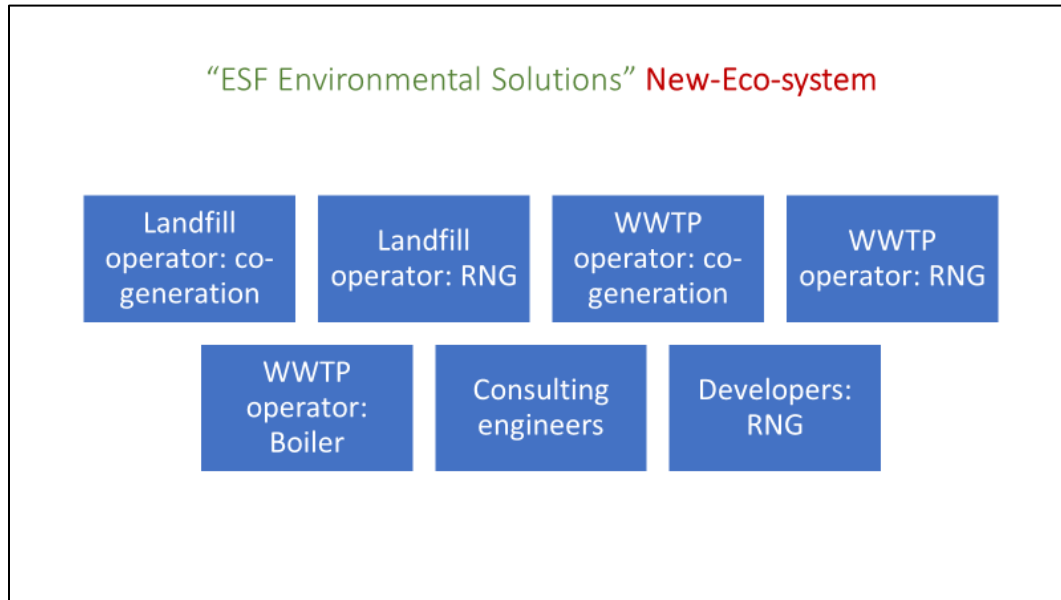 “ESF Environmental Solutions” New-Eco-system
Landfill
operator: co-
generation
Landfill
operator: RNG
WWTP
operator: co-
generation
WWTP
operator: RNG
WWTP
operator:
Boiler
Consulting
engineers
Developers:
RNG